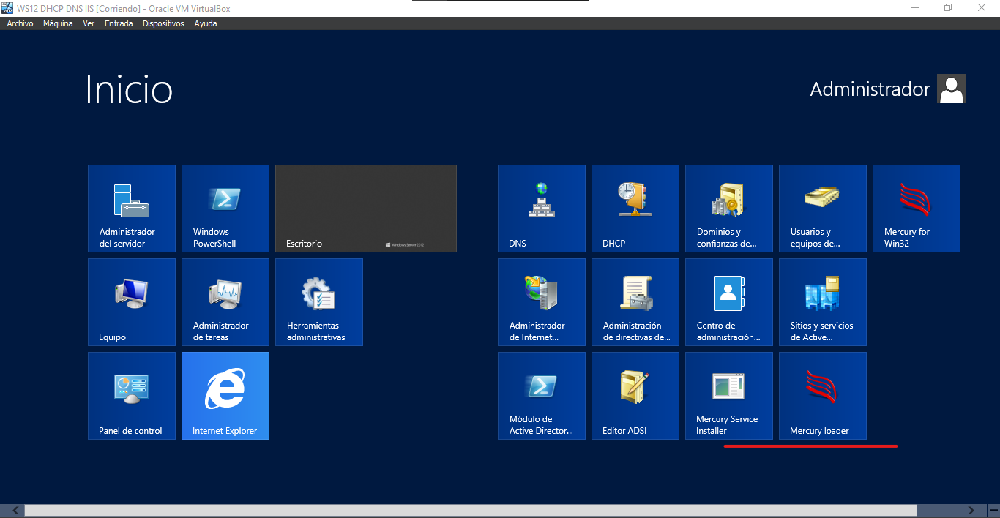 WS12 DHCP DNS IIS [Corriendo] - Oracle VM VirtualBox
Archivo Máquina Ver Entrada Dispositivos Ayuda
Inicio
Administrador
Administrador
del servidor
Windows
PowerShell
Escritorio
Windows Server 2012
DNS
DHCP
Dominios y
confianzas de...
Usuarios y
equipos de...
Mercury for
Win32
Equipo
Administrador
de tareas
Herramientas
administrativas
Administrador
de Internet...
Administración
de directivas de...
Centro de
administración...
Sitios y servicios
de Active...
Panel de control
Internet Explorer
Módulo de
Active Director...
Editor ADSI
Mercury Service
Installer
Mercury loader